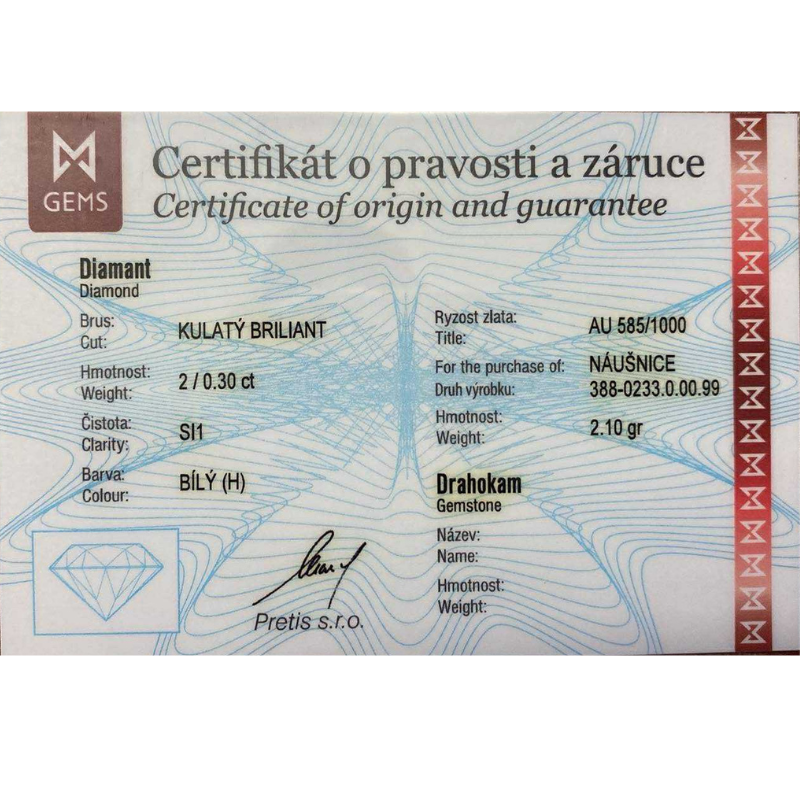 GEMS
Certifikát o pravosti a záruce
Certificate of origin and guarantee
Diamant
Diamond
Brus:
Cut:
KULATÝ BRILIANT
Hmotnost:
Weight:
2 / 0.30 ct
Čistota:
Clarity:
SI1
Barva:
Colour:
BÍLÝ (H)
Ryzost zlata:
Title:
AU 585/1000
For the purchase of:
Druh výrobku:
NÁUŠNICE
388-0233.0.00.99
Hmotnost:
Weight:
2.10 gr
Drahokam
Gemstone
Název:
Name:
Hmotnost:
Weight:
Pretis s.r.o.